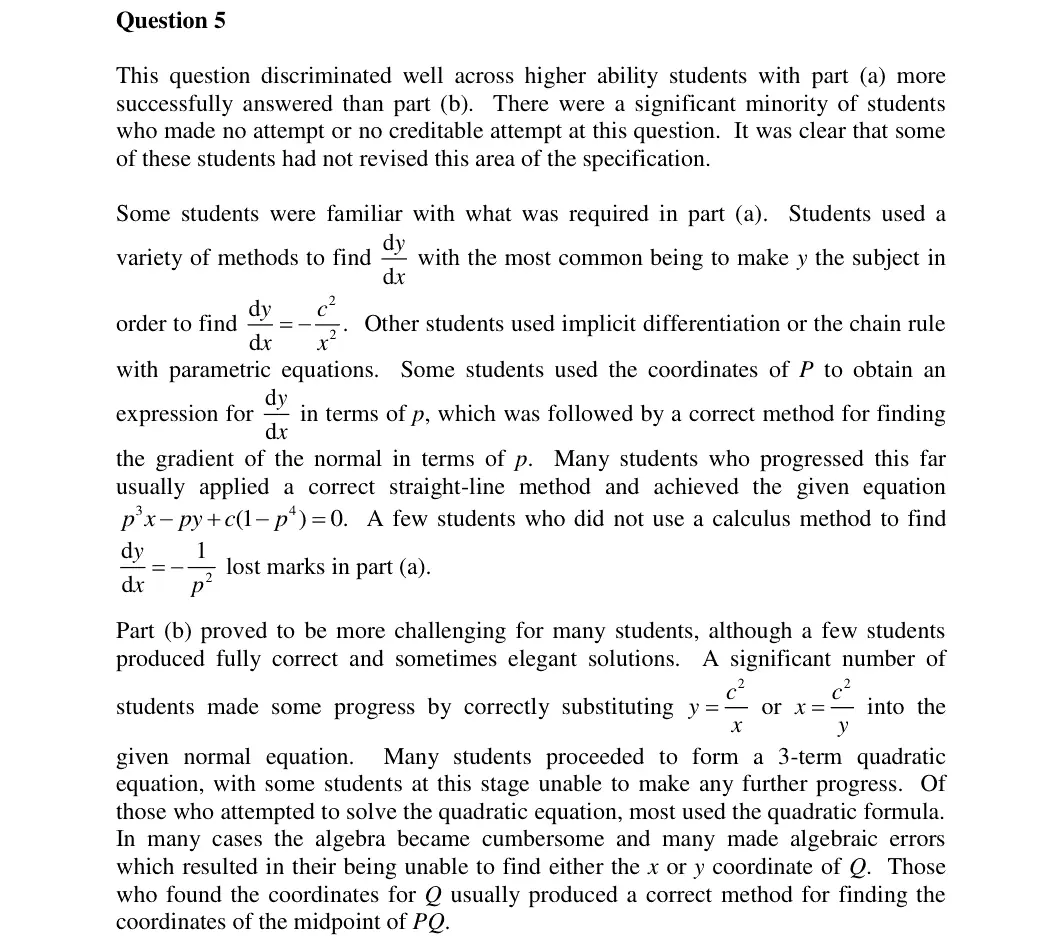 Question 5
This question discriminated well across higher ability students with part (a) more
successfully answered than part (b). There were a significant minority of students
who made no attempt or no creditable attempt at this question. It was clear that some
of these students had not revised this area of the specification.
Some students were familiar with what was required in part (a). Students used a
variety of methods to find dy/dx with the most common being to make y the subject in
order to find dy/dx = −c²/x². Other students used implicit differentiation or the chain rule
with parametric equations. Some students used the coordinates of P to obtain an
expression for dy/dx in terms of p, which was followed by a correct method for finding
the gradient of the normal in terms of p. Many students who progressed this far
usually applied a correct straight-line method and achieved the given equation
p³x − py + c(1 − p⁴) = 0. A few students who did not use a calculus method to find
dy/dx = −1/p² lost marks in part (a).
Part (b) proved to be more challenging for many students, although a few students
produced fully correct and sometimes elegant solutions. A significant number of
students made some progress by correctly substituting y = c²/x or x = c²/y into the
given normal equation. Many students proceeded to form a 3-term quadratic
equation, with some students at this stage unable to make any further progress. Of
those who attempted to solve the quadratic equation, most used the quadratic formula.
In many cases the algebra became cumbersome and many made algebraic errors
which resulted in their being unable to find either the x or y coordinate of Q. Those
who found the coordinates for Q usually produced a correct method for finding the
coordinates of the midpoint of PQ.